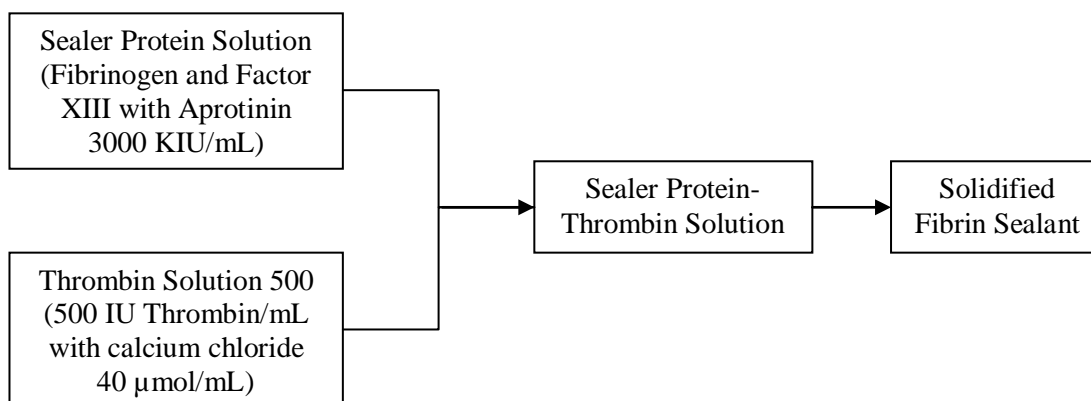 Sealer Protein Solution
(Fibrinogen and Factor
XIII with Aprotinin
3000 KIU/mL)
Thrombin Solution 500
(500 IU Thrombin/mL
with calcium chloride
40 µmol/mL)
Sealer Protein-
Thrombin Solution
Solidified
Fibrin Sealant